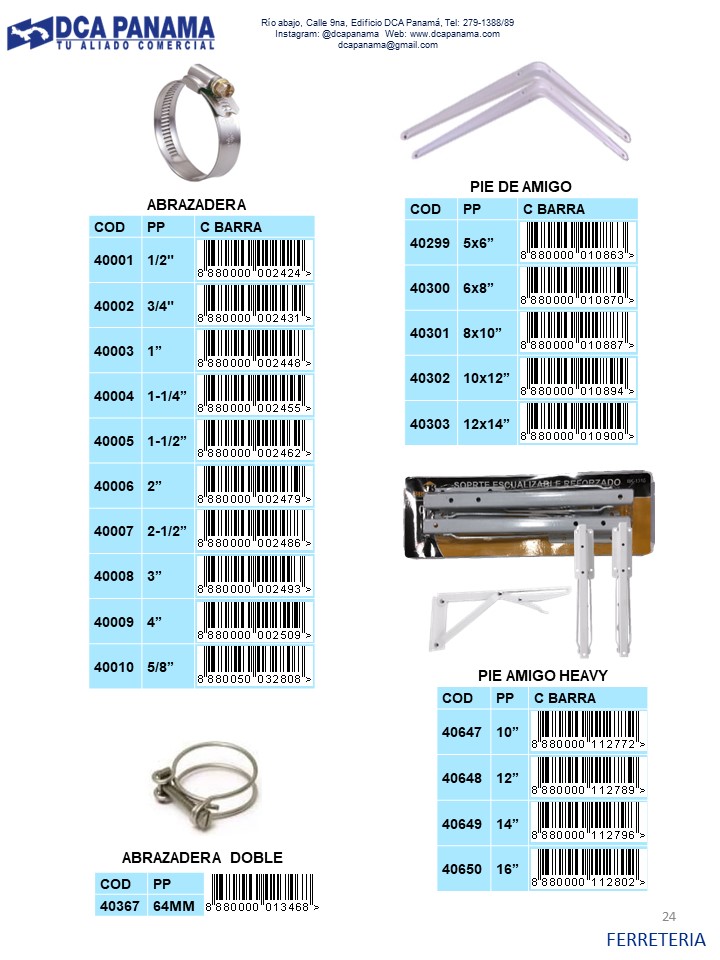 DCA PANAMA
TU ALIADO COMERCIAL
Río abajo, Calle 9na, Edificio DCA Panamá, Tel: 279-1388/89
Instagram: @dcapanama Web: www.dcapanama.com
dcapanama@gmail.com
ABRAZADERA
COD PP C BARRA
40001 1/2" 8 880000 002424 >
40002 3/4" 8 880000 002431 >
40003 1” 8 880000 002448 >
40004 1-1/4” 8 880000 002455 >
40005 1-1/2” 8 880000 002462 >
40006 2” 8 880000 002479 >
40007 2-1/2” 8 880000 002486 >
40008 3” 8 880000 002493 >
40009 4” 8 880000 002509 >
40010 5/8” 8 880050 032808 >
ABRAZADERA DOBLE
COD PP
40367 64MM 8 880000 013468 >
PIE DE AMIGO
COD PP C BARRA
40299 5x6” 8 880000 010863 >
40300 6x8” 8 880000 010870 >
40301 8x10” 8 880000 010887 >
40302 10x12” 8 880000 010894 >
40303 12x14” 8 880000 010900 >
SOPRTE ESCUALIZABLE REFORZADO
PIE AMIGO HEAVY
COD PP C BARRA
40647 10” 8 880000 112772 >
40648 12” 8 880000 112789 >
40649 14” 8 880000 112796 >
40650 16” 8 880000 112802 >
24
FERRETERIA